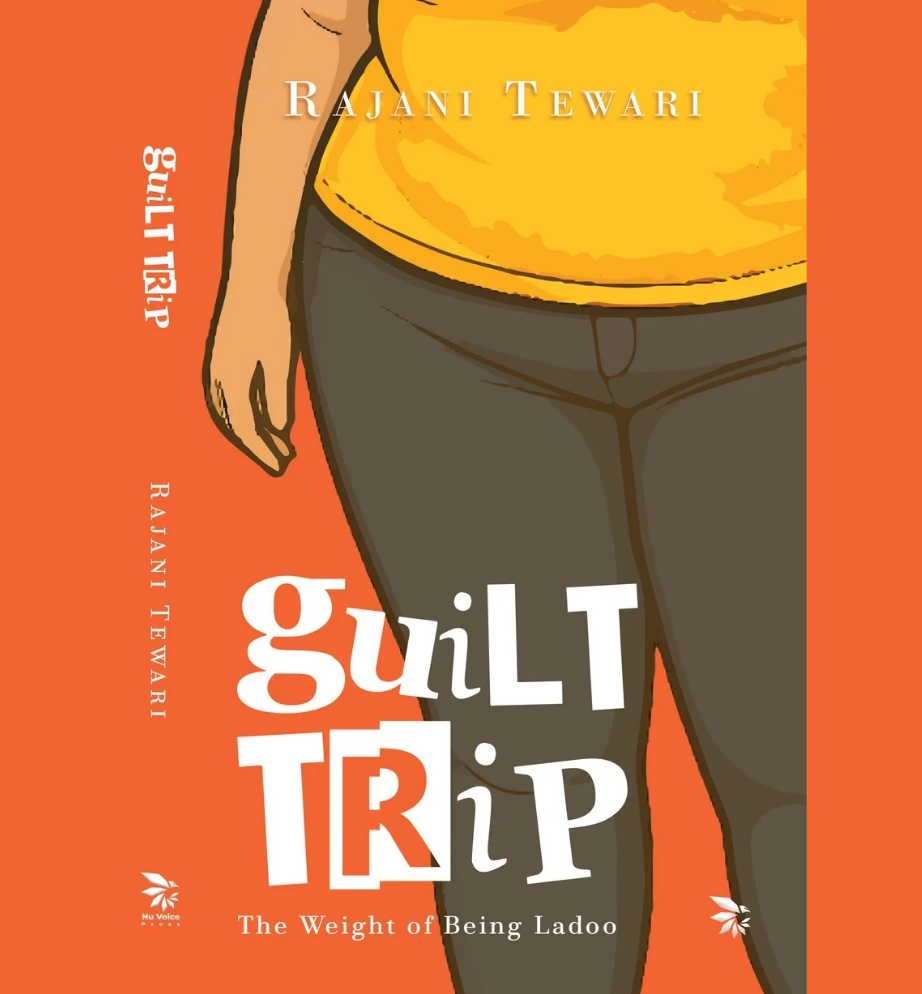 guiLT TRiP
RAJANI TEWARI
Nu Voice
Press
RAJANI TEWARI
guiLT
TRiP
The Weight of Being Ladoo